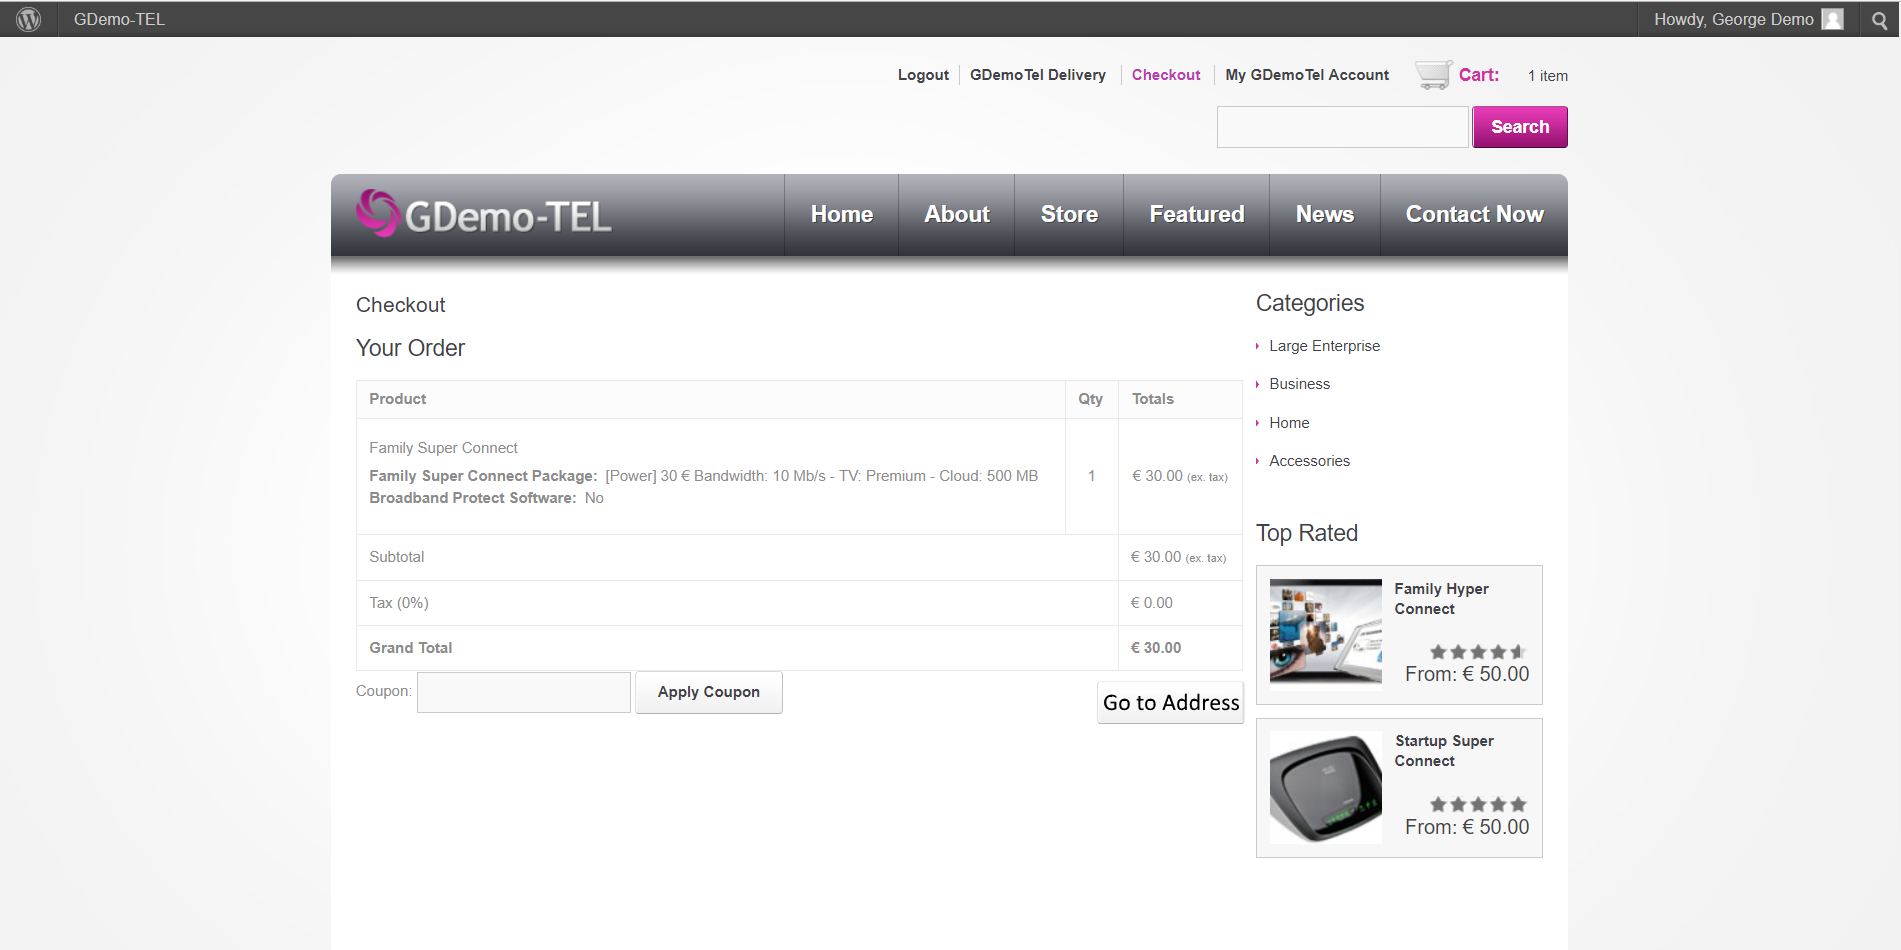 GDemo-TEL
Howdy, George Demo
Logout
GDemoTel Delivery
Checkout
My GDemoTel Account
Cart:
1 item
Search
GDemo-TEL
Home
About
Store
Featured
News
Contact Now
Checkout
Your Order
Product Qty Totals
Family Super Connect
Family Super Connect Package: [Power] 30 € Bandwidth: 10 Mb/s - TV: Premium - Cloud: 500 MB
Broadband Protect Software: No
1
€ 30.00 (ex. tax)
Subtotal € 30.00 (ex. tax)
Tax (0%) € 0.00
Grand Total € 30.00
Coupon:
Apply Coupon
Go to Address
Categories
Large Enterprise
Business
Home
Accessories
Top Rated
Family Hyper
Connect
From: € 50.00
Startup Super
Connect
From: € 50.00